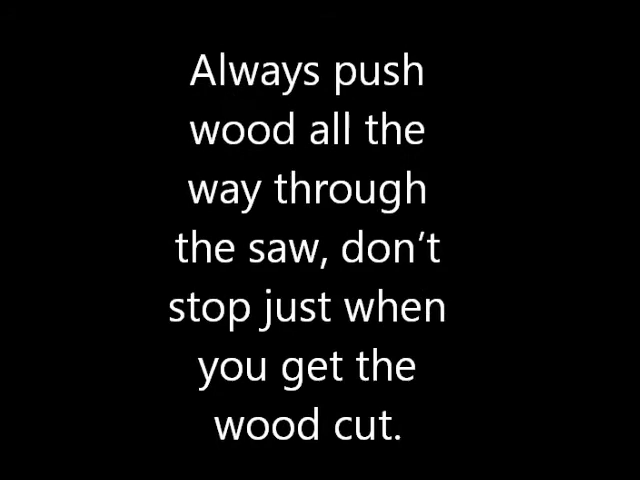 Always push
wood all the
way through
the saw, don’t
stop just when
you get the
wood cut.